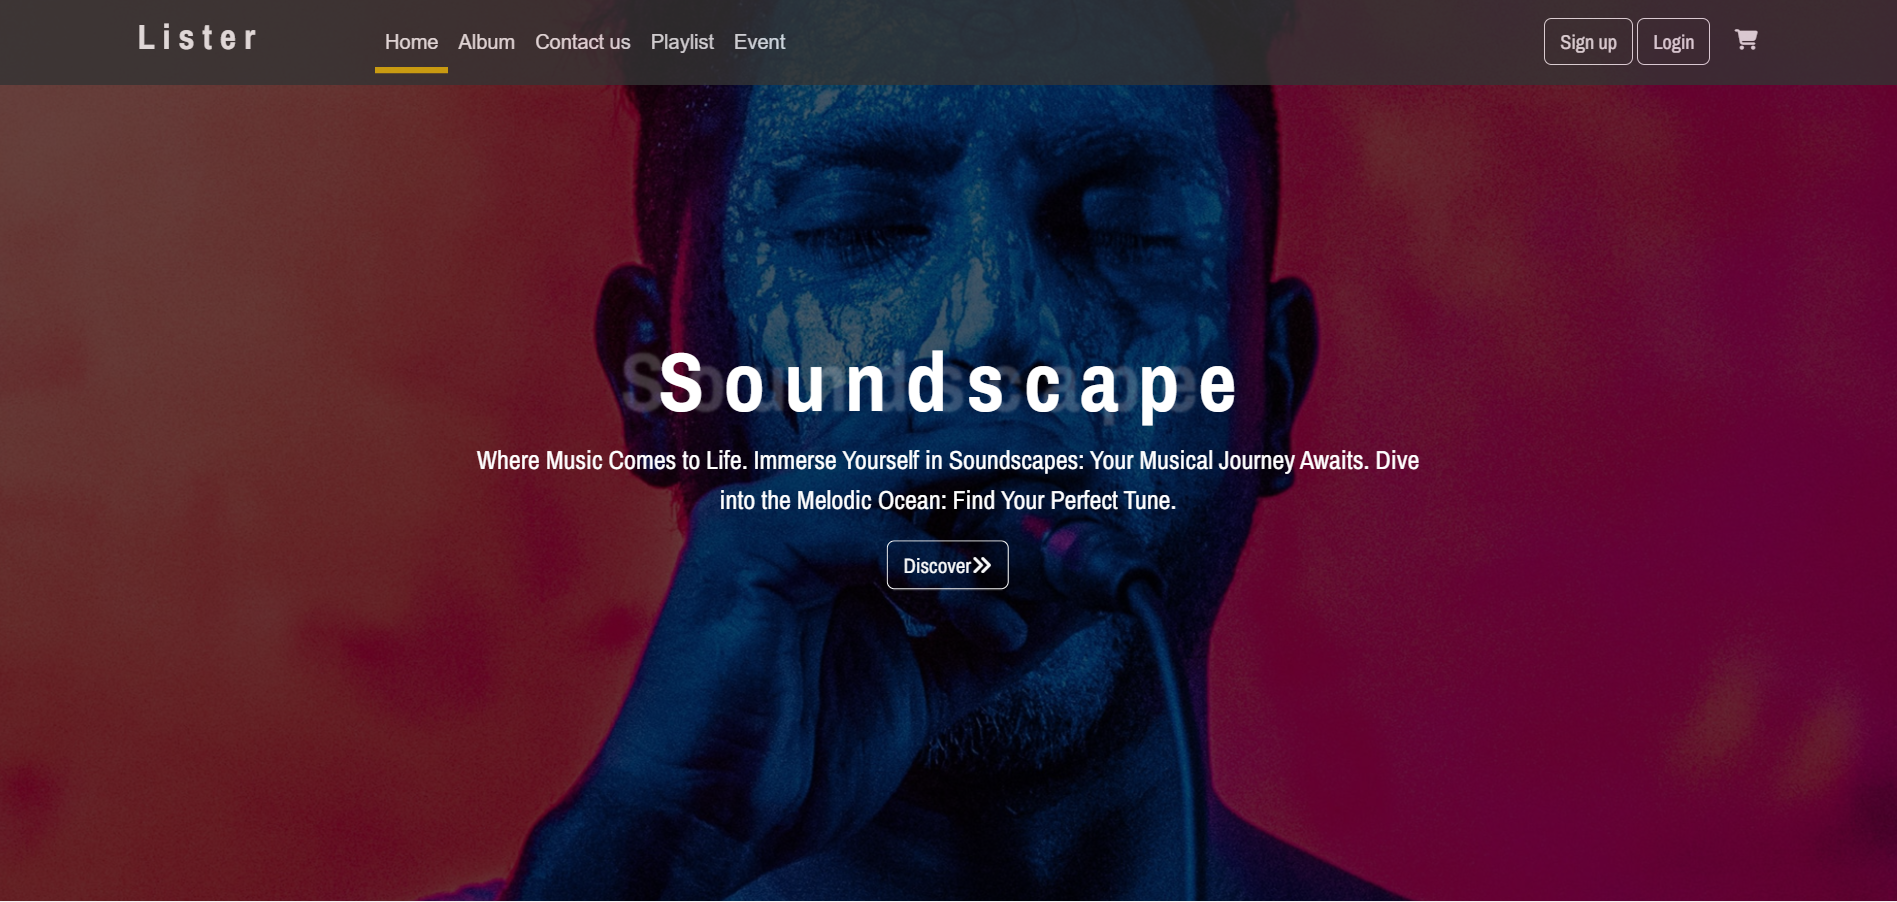 Lister
Home Album Contact us Playlist Event
Sign up Login
Soundscape
Where Music Comes to Life. Immerse Yourself in Soundscapes: Your Musical Journey Awaits. Dive
into the Melodic Ocean: Find Your Perfect Tune.
Discover